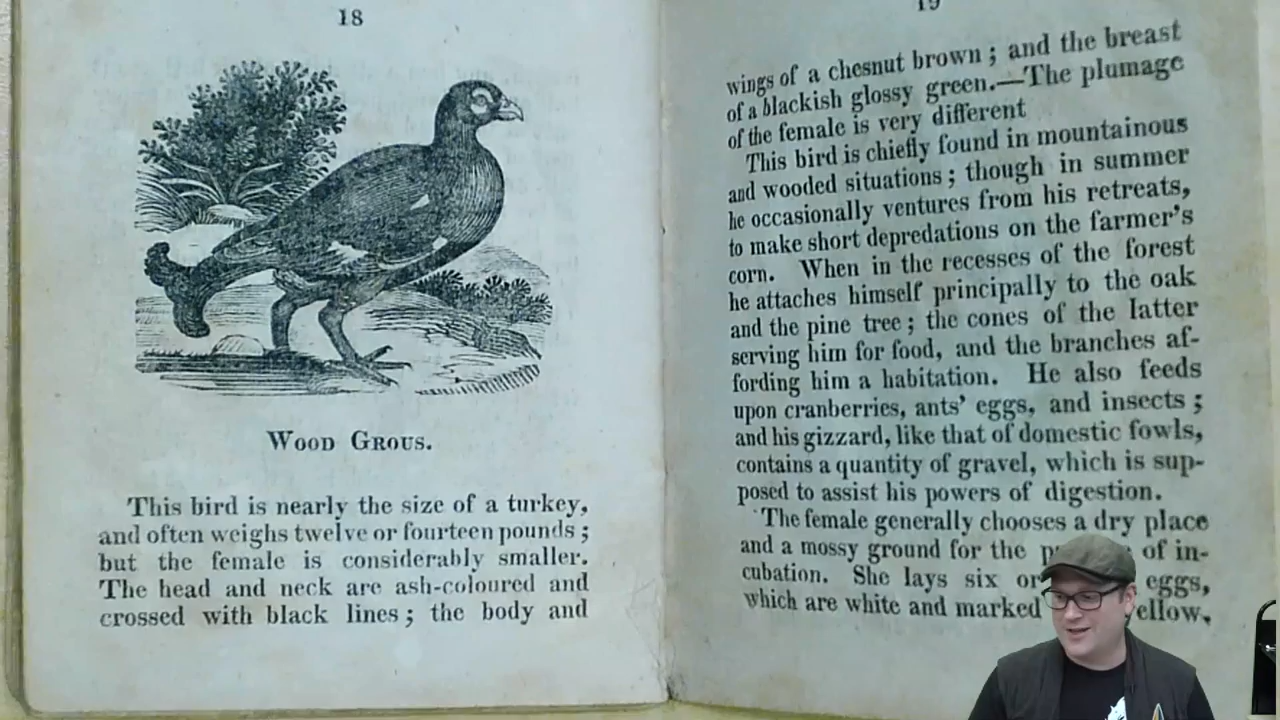 18
WOOD GROUS.
This bird is nearly the size of a turkey,
and often weighs twelve or fourteen pounds;
but the female is considerably smaller.
The head and neck are ash-coloured and
crossed with black lines; the body and
19
wings of a chesnut brown; and the breast
of a blackish glossy green.—The plumage
of the female is very different
This bird is chiefly found in mountainous
and wooded situations; though in summer
he occasionally ventures from his retreats,
to make short depredations on the farmer's
corn. When in the recesses of the forest
he attaches himself principally to the oak
and the pine tree; the cones of the latter
serving him for food, and the branches af-
fording him a habitation. He also feeds
upon cranberries, ants' eggs, and insects;
and his gizzard, like that of domestic fowls,
contains a quantity of gravel, which is sup-
posed to assist his powers of digestion.
The female generally chooses a dry place
and a mossy ground for the of in-
cubation. She lays six or eggs,
which are white and marked